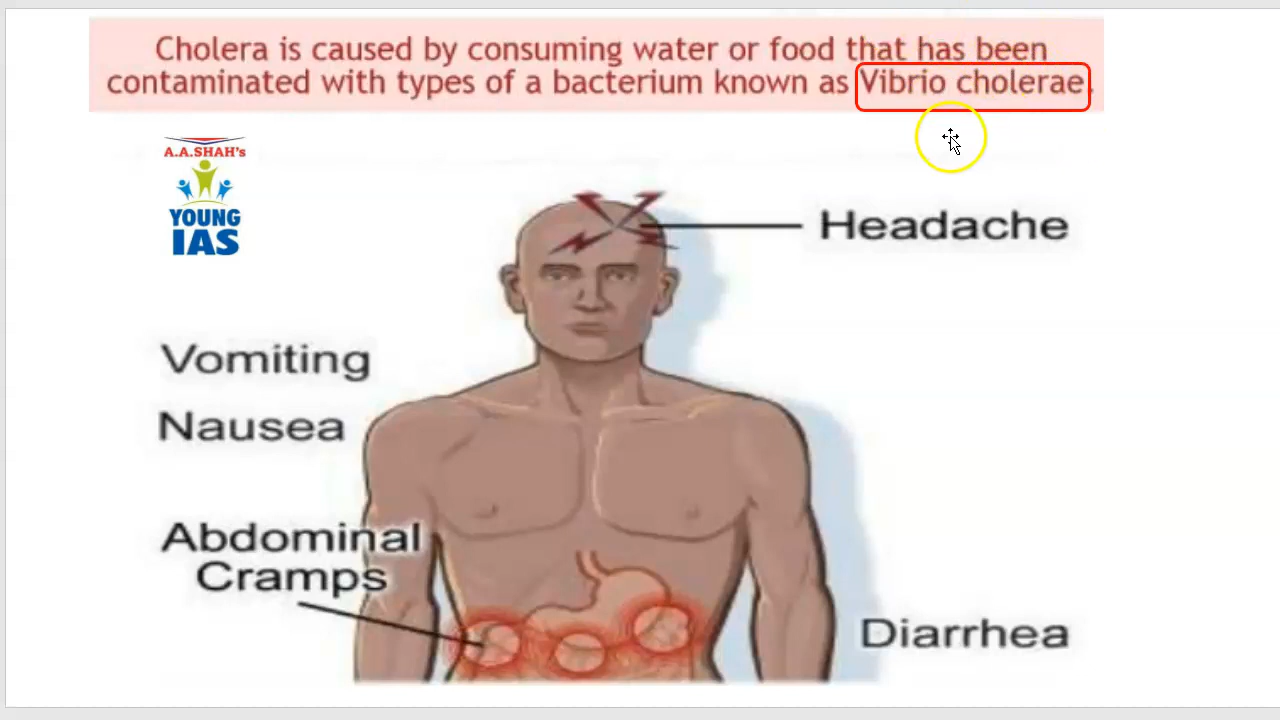 Cholera is caused by consuming water or food that has been
contaminated with types of a bacterium known as Vibrio cholerae.
A.A.SHAH's
YOUNG
IAS
Headache
Vomiting
Nausea
Abdominal
Cramps
Diarrhea